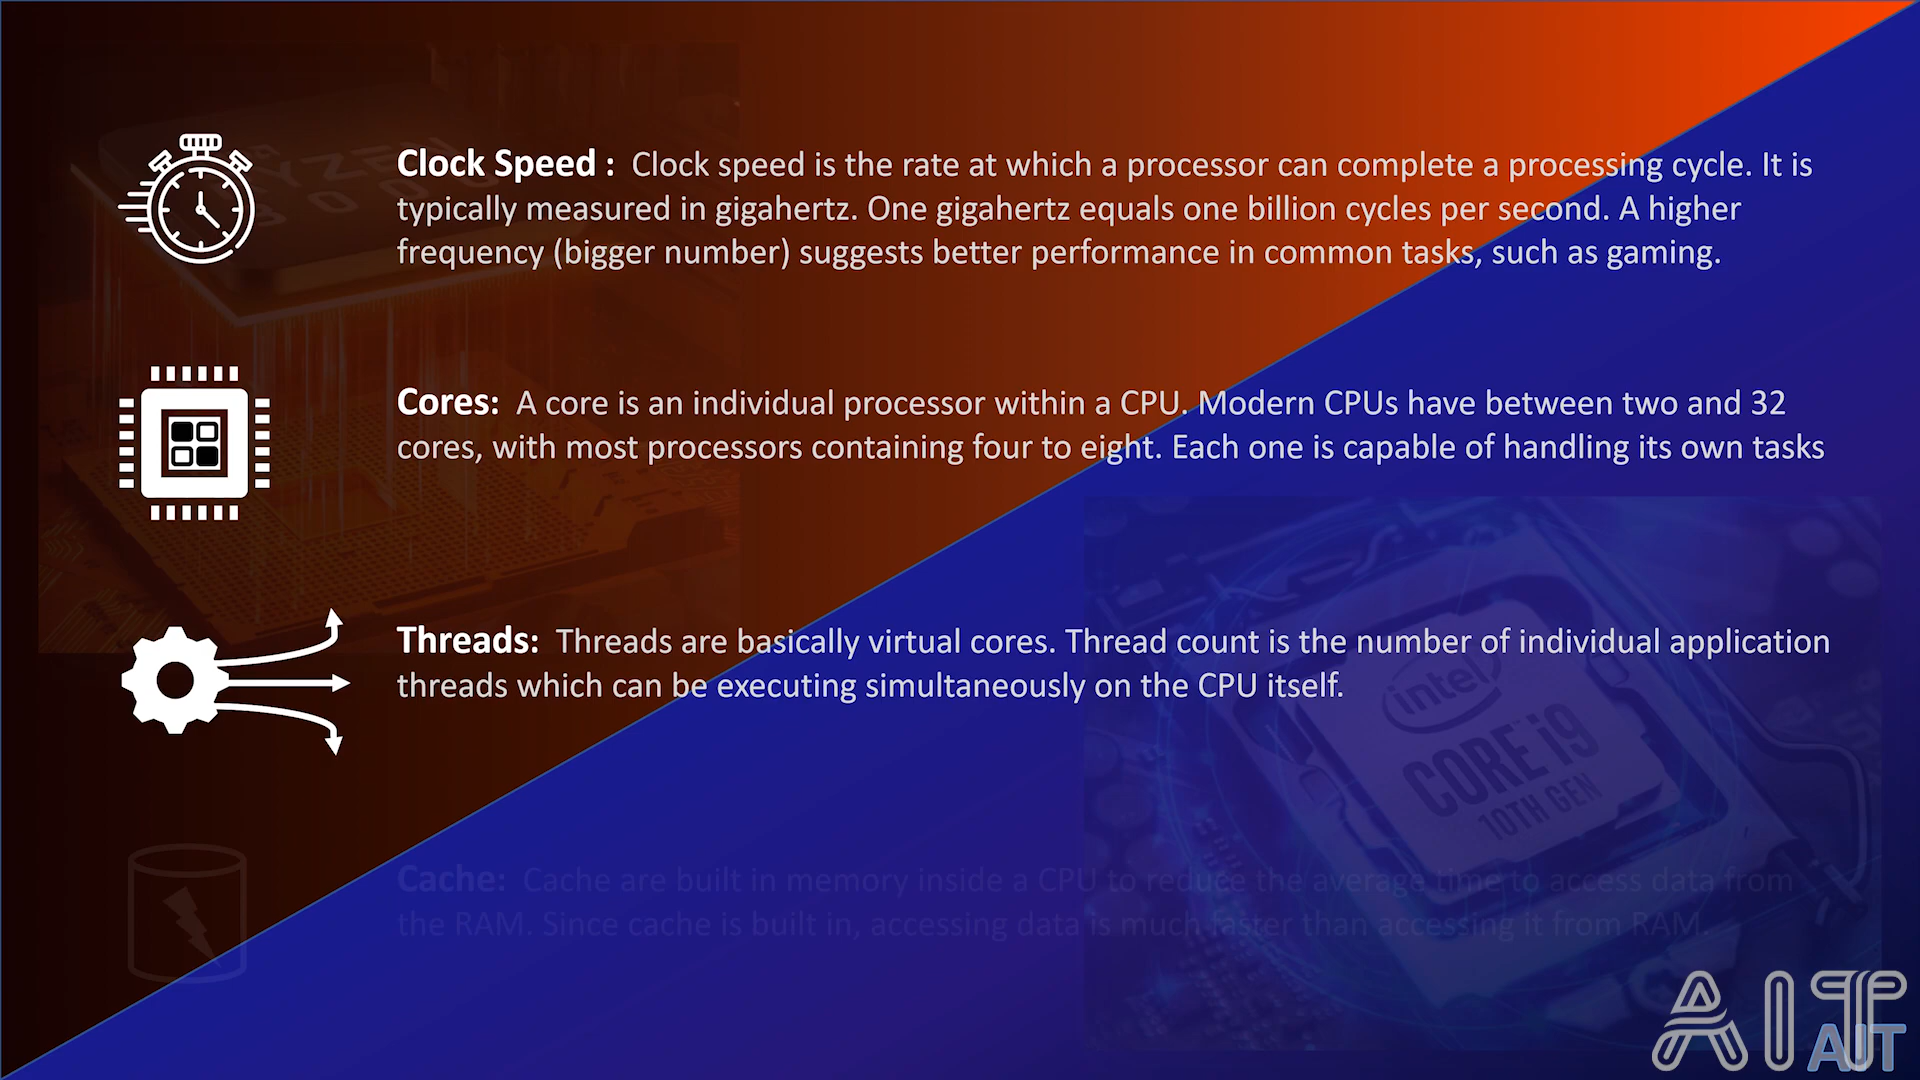 Clock Speed : Clock speed is the rate at which a processor can complete a processing cycle. It is
typically measured in gigahertz. One gigahertz equals one billion cycles per second. A higher
frequency (bigger number) suggests better performance in common tasks, such as gaming.
Cores: A core is an individual processor within a CPU. Modern CPUs have between two and 32
cores, with most processors containing four to eight. Each one is capable of handling its own tasks
Threads: Threads are basically virtual cores. Thread count is the number of individual application
threads which can be executing simultaneously on the CPU itself.
intel
CORE i9
10TH GEN
Cache: Cache are built in memory inside a CPU to reduce the average time to access data from
the RAM. Since cache is built in, accessing data is much faster than accessing it from RAM.
AIT
AIT